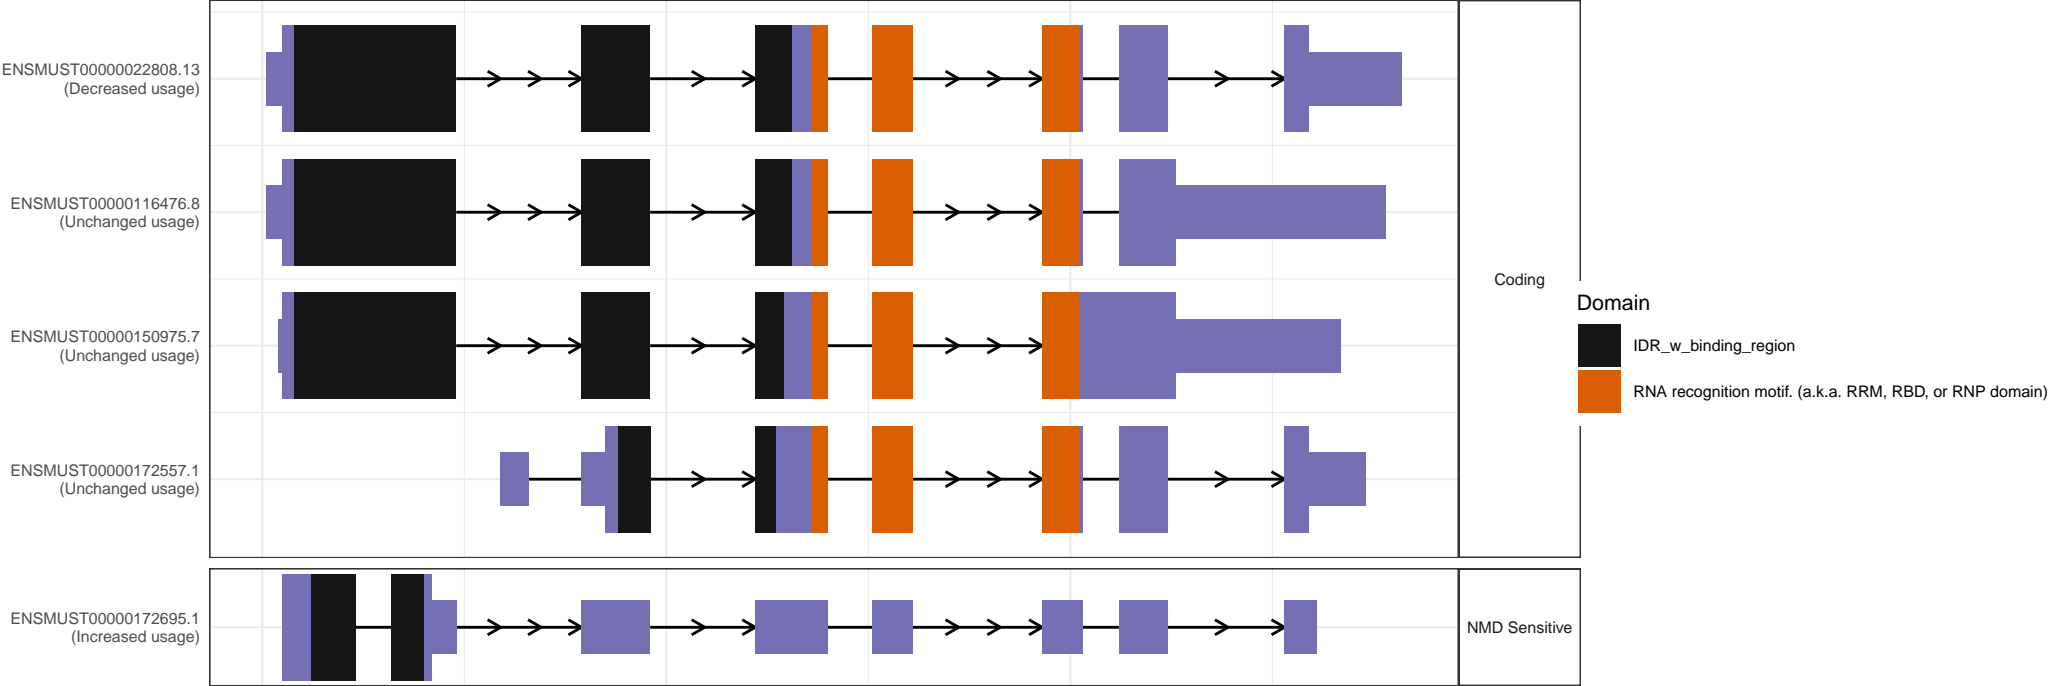 ENSMUST00000022808.13
(Decreased usage)
ENSMUST00000116476.8
(Unchanged usage)
ENSMUST00000150975.7
(Unchanged usage)
ENSMUST00000172557.1
(Unchanged usage)
Coding
ENSMUST00000172695.1
(Increased usage)
NMD Sensitive
Domain
IDR_w_binding_region
RNA recognition motif. (a.k.a. RRM, RBD, or RNP domain)